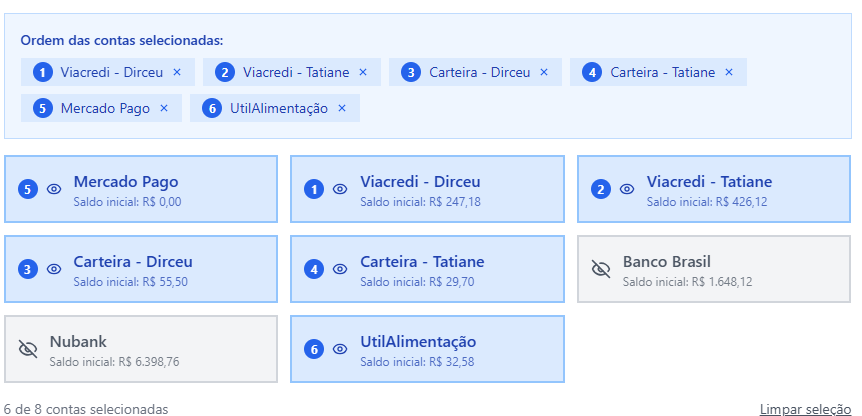 Ordem das contas selecionadas:
1 Viacredi - Dirceu × 2 Viacredi - Tatiane × 3 Carteira - Dirceu × 4 Carteira - Tatiane ×
5 Mercado Pago × 6 UtilAlimentação ×
5 Mercado Pago
Saldo inicial: R$ 0,00
1 Viacredi - Dirceu
Saldo inicial: R$ 247,18
2 Viacredi - Tatiane
Saldo inicial: R$ 426,12
3 Carteira - Dirceu
Saldo inicial: R$ 55,50
4 Carteira - Tatiane
Saldo inicial: R$ 29,70
Banco Brasil
Saldo inicial: R$ 1.648,12
Nubank
Saldo inicial: R$ 6.398,76
6 UtilAlimentação
Saldo inicial: R$ 32,58
6 de 8 contas selecionadas
Limpar seleção